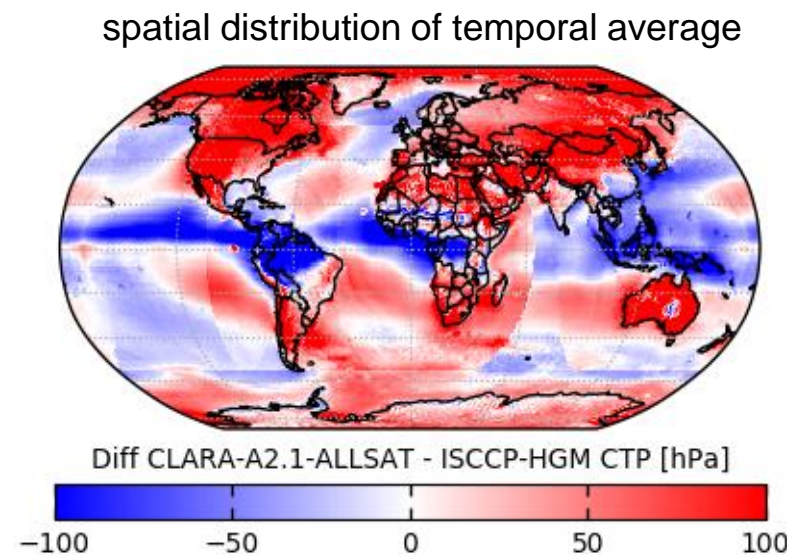 spatial distribution of temporal average
Diff CLARA-A2.1-ALLSAT - ISCCP-HGM CTP [hPa]
−100 −50 0 50 100